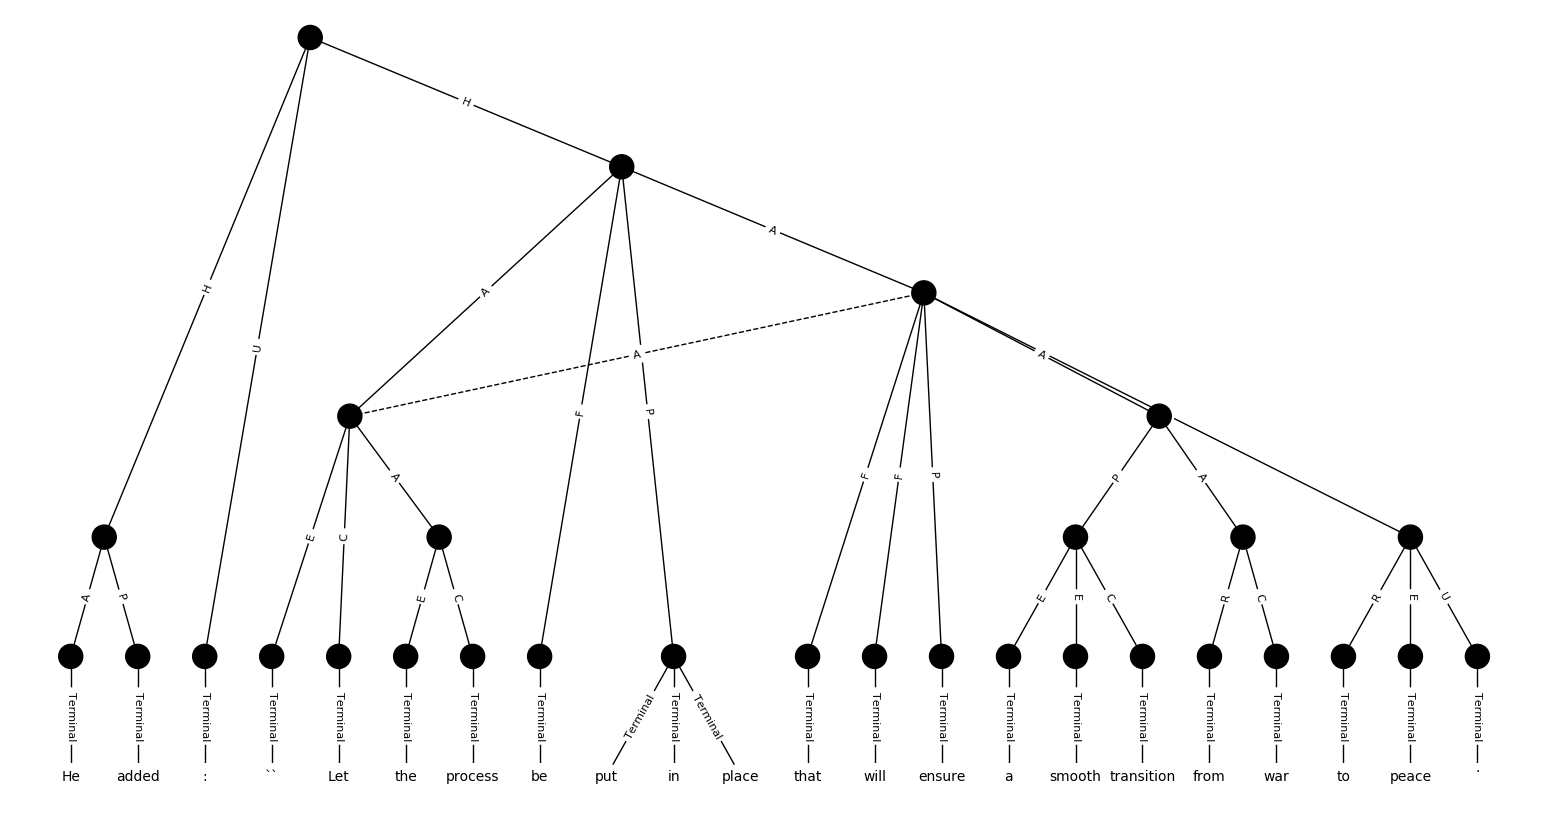 H
A
H
A
U
A
A
F
P
A
F
F
P
P
A
E
C
A
P
E
C
E
E
C
R
C
R
E
U
Terminal Terminal Terminal Terminal Terminal Terminal Terminal Terminal Terminal Terminal Terminal Terminal Terminal Terminal Terminal Terminal Terminal Terminal Terminal Terminal Terminal Terminal
He added : `` Let the process be put in place that will ensure a smooth transition from war to peace .